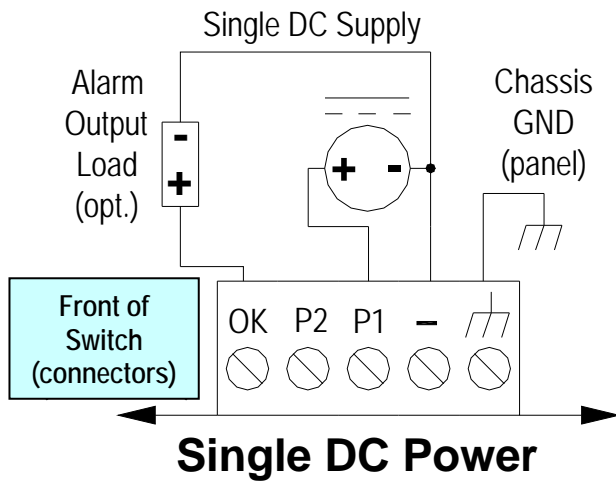 Single DC Supply
Alarm
Output
Load
(opt.)
-
+
+ -
Chassis
GND
(panel)
Front of
Switch
(connectors)
OK P2 P1 –
Single DC Power